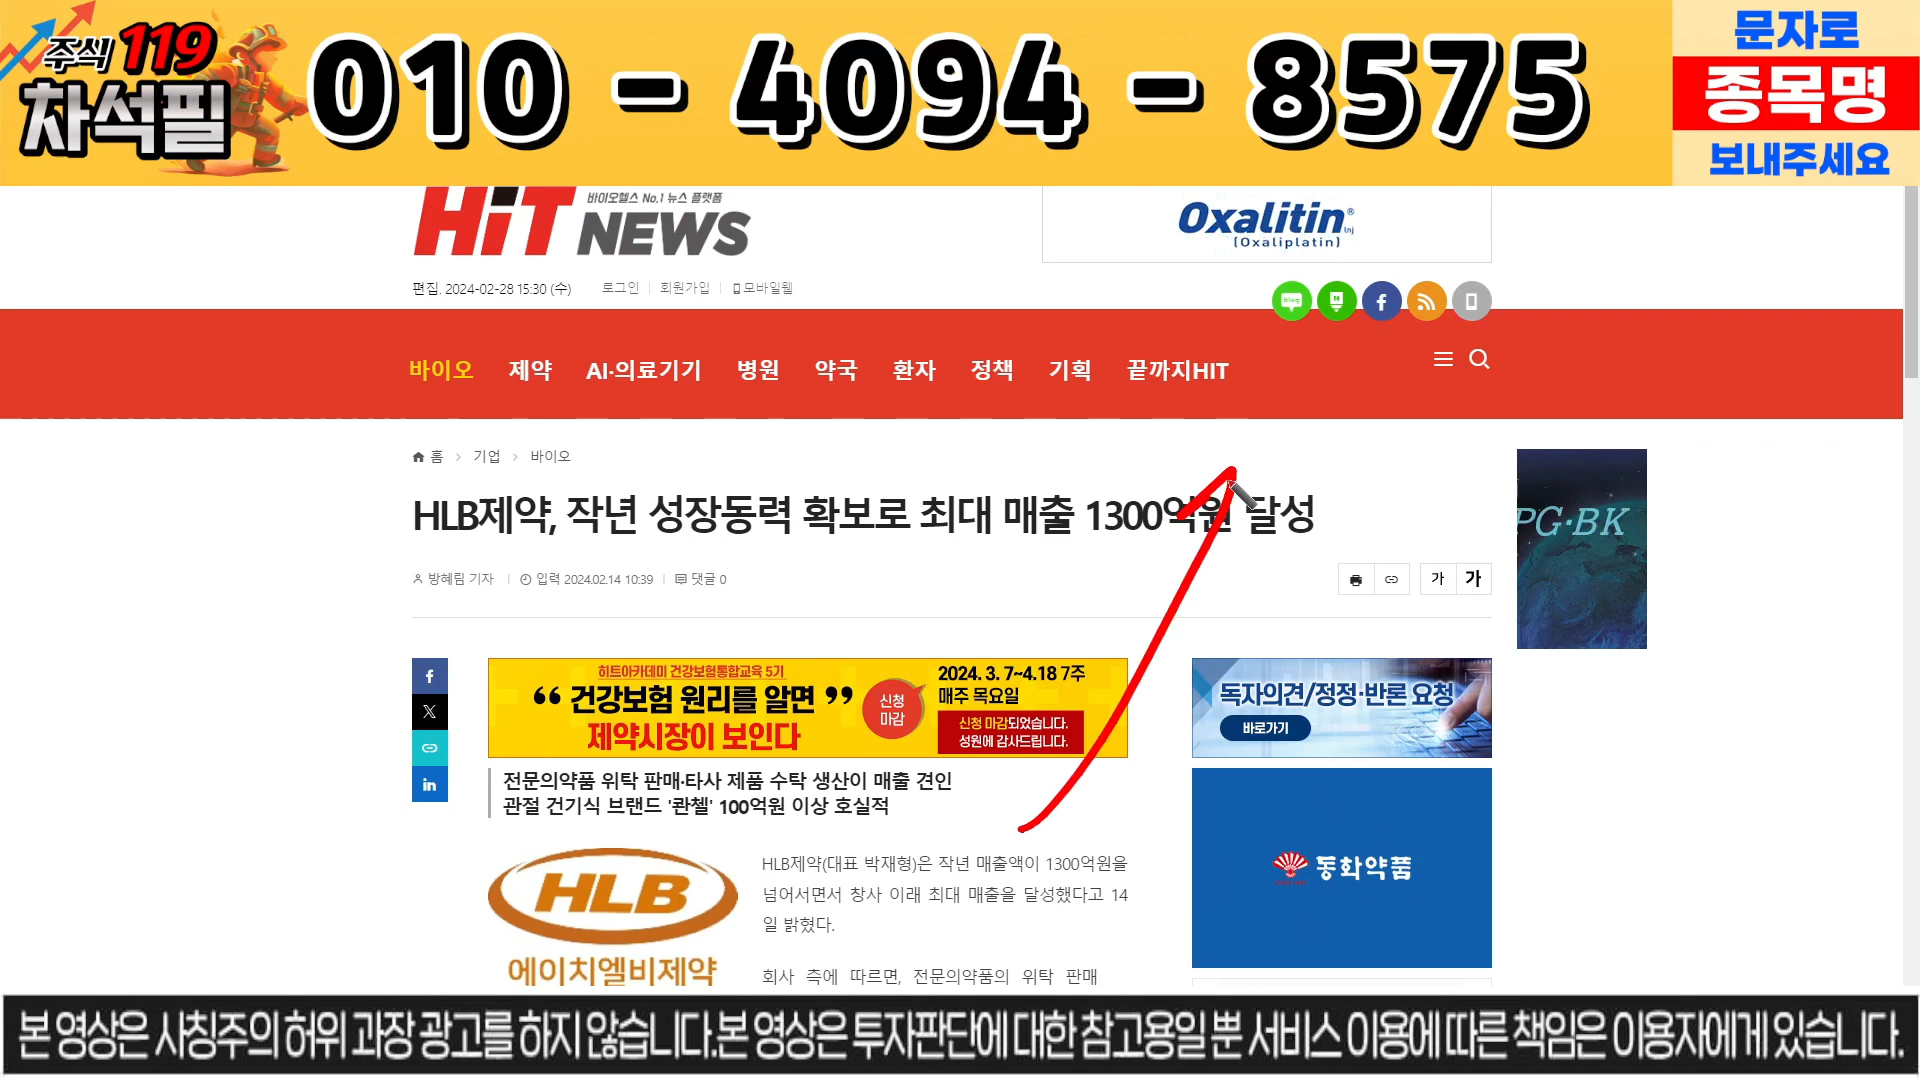 주식 119
차석필
010 - 4094 - 8575
문자로
종목명
보내주세요
HiT NEWS
바이오헬스 No.1 뉴스 플랫폼
Oxalitin® Inj
(Oxaliplatin)
편집. 2024-02-28 15:30 (수) 로그인 회원가입 모바일웹
blog
바이오 제약 AI·의료기기 병원 약국 환자 정책 기획 끝까지HIT
홈 > 기업 > 바이오
HLB제약, 작년 성장동력 확보로 최대 매출 1300억원 달성
방혜림 기자 입력 2024.02.14 10:39 댓글 0
가 가
PG·BK
히트아카데미 건강보험통합교육 5기
“ 건강보험 원리를 알면 ”
제약시장이 보인다
신청
마감
2024. 3. 7~4.18 7주
매주 목요일
신청 마감되었습니다.
성원에 감사드립니다.
독자의견/정정·반론 요청
바로가기
전문의약품 위탁 판매·타사 제품 수탁 생산이 매출 견인
관절 건기식 브랜드 '콴첼' 100억원 이상 호실적
HLB
에이치엘비제약
HLB제약(대표 박재형)은 작년 매출액이 1300억원을
넘어서면서 창사 이래 최대 매출을 달성했다고 14
일 밝혔다.
회사 측에 따르면, 전문의약품의 위탁 판매
동화약품
본 영상은 사칭주의 허위 과장 광고를 하지 않습니다.본 영상은 투자판단에 대한 참고용일 뿐 서비스 이용에 따른 책임은 이용자에게 있습니다.